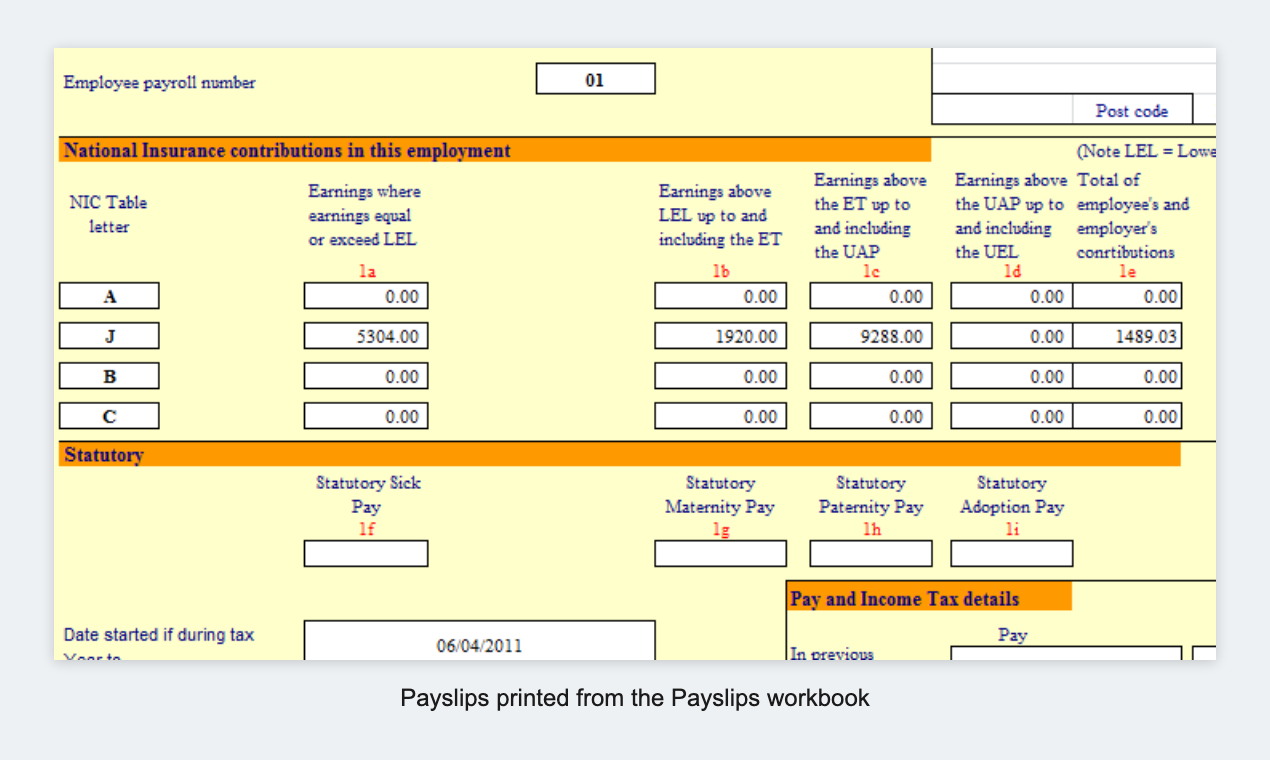 Employee payroll number
01
Post code
National Insurance contributions in this employment
(Note LEL = Lowe
NIC Table
letter
Earnings where
earnings equal
or exceed LEL
1a
Earnings above
LEL up to and
including the ET
1b
Earnings above
the ET up to
and including
the UAP
1c
Earnings above
the UAP up to
and including
the UEL
1d
Total of
employee's and
employer's
conrtibutions
1e
A 0.00 0.00 0.00 0.00 0.00
J 5304.00 1920.00 9288.00 0.00 1489.03
B 0.00 0.00 0.00 0.00 0.00
C 0.00 0.00 0.00 0.00 0.00
Statutory
Statutory Sick
Pay
1f
Statutory
Maternity Pay
1g
Statutory
Paternity Pay
1h
Statutory
Adoption Pay
1i
Pay and Income Tax details
Date started if during tax
Year to
06/04/2011
Pay
In previous
Payslips printed from the Payslips workbook